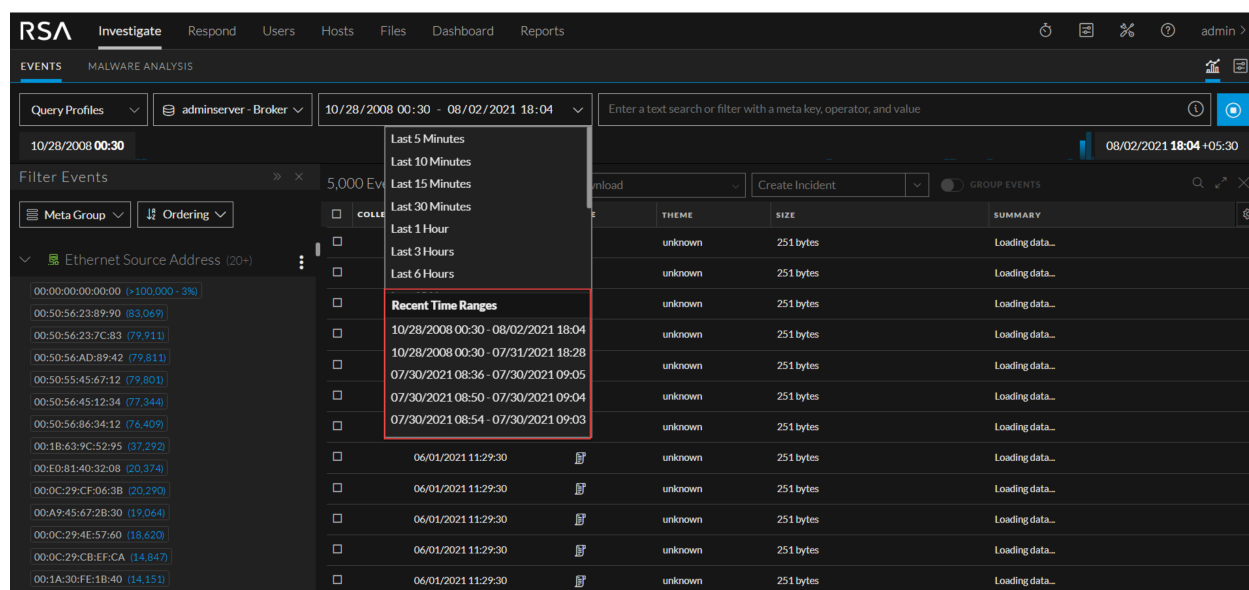 RSA Investigate Respond Users Hosts Files Dashboard Reports admin >
EVENTS MALWARE ANALYSIS
Query Profiles adminserver - Broker 10/28/2008 00:30 - 08/02/2021 18:04 Enter a text search or filter with a meta key, operator, and value
10/28/2008 00:30 08/02/2021 18:04 +05:30
Last 5 Minutes
Last 10 Minutes
Last 15 Minutes
Last 30 Minutes
Last 1 Hour
Last 3 Hours
Last 6 Hours
Recent Time Ranges
10/28/2008 00:30 - 08/02/2021 18:04
10/28/2008 00:30 - 07/31/2021 18:28
07/30/2021 08:36 - 07/30/2021 09:05
07/30/2021 08:50 - 07/30/2021 09:04
07/30/2021 08:54 - 07/30/2021 09:03
Filter Events
Meta Group Ordering
Ethernet Source Address (20+)
00:00:00:00:00:00 (>100,000 - 3%)
00:50:56:23:89:90 (83,069)
00:50:56:23:7C:83 (79,911)
00:50:56:AD:89:42 (79,811)
00:50:55:45:67:12 (79,801)
00:50:56:45:12:34 (77,344)
00:50:56:86:34:12 (76,409)
00:1B:63:9C:52:95 (37,292)
00:E0:81:40:32:08 (20,374)
00:0C:29:CF:06:3B (20,290)
00:A9:45:67:2B:30 (19,064)
00:0C:29:4E:57:60 (18,620)
00:0C:29:CB:EF:CA (14,847)
00:1A:30:FE:1B:40 (14,151)
5,000 Create Incident GROUP EVENTS
THEME SIZE SUMMARY
unknown 251 bytes Loading data...
unknown 251 bytes Loading data...
unknown 251 bytes Loading data...
unknown 251 bytes Loading data...
unknown 251 bytes Loading data...
unknown 251 bytes Loading data...
unknown 251 bytes Loading data...
06/01/2021 11:29:30 unknown 251 bytes Loading data...
06/01/2021 11:29:30 unknown 251 bytes Loading data...
06/01/2021 11:29:30 unknown 251 bytes Loading data...
06/01/2021 11:29:30 unknown 251 bytes Loading data...
06/01/2021 11:29:30 unknown 251 bytes Loading data...